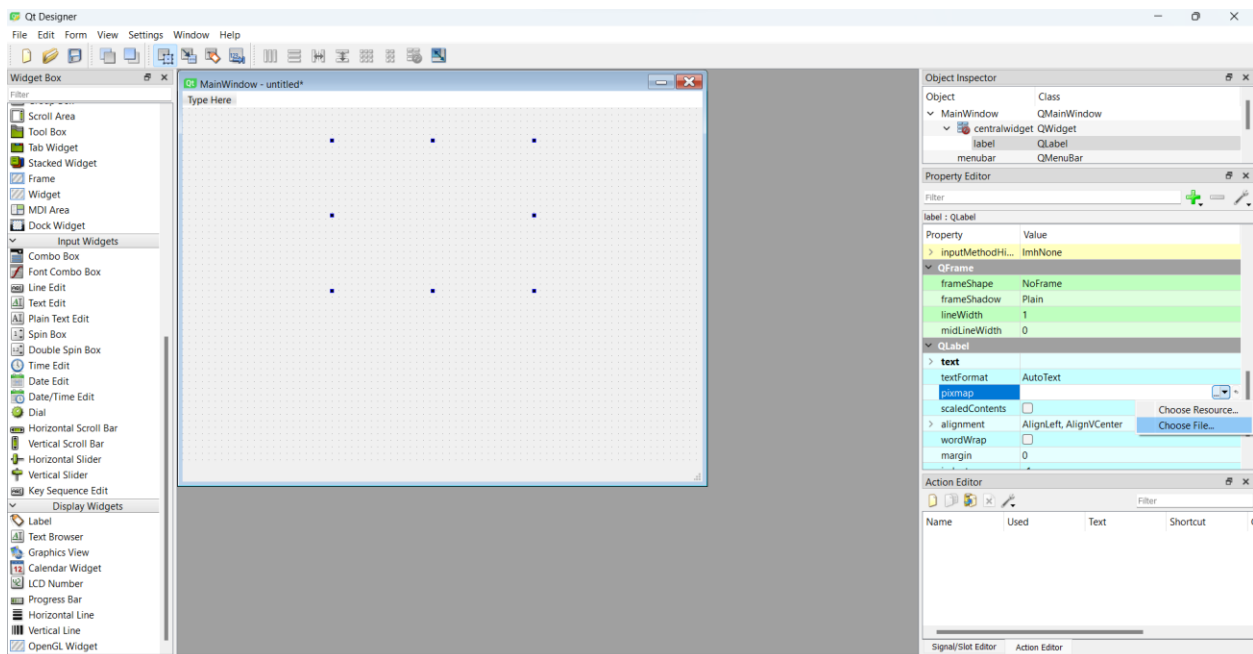 Qt Designer
File Edit Form View Settings Window Help
Widget Box
Filter
Scroll Area
Tool Box
Tab Widget
Stacked Widget
Frame
Widget
MDI Area
Dock Widget
Input Widgets
Combo Box
Font Combo Box
Line Edit
Text Edit
Plain Text Edit
Spin Box
Double Spin Box
Time Edit
Date Edit
Date/Time Edit
Dial
Horizontal Scroll Bar
Vertical Scroll Bar
Horizontal Slider
Vertical Slider
Key Sequence Edit
Display Widgets
Label
Text Browser
Graphics View
Calendar Widget
LCD Number
Progress Bar
Horizontal Line
Vertical Line
OpenGL Widget
MainWindow - untitled*
Type Here
Object Inspector
Object Class
MainWindow QMainWindow
centralwidget QWidget
label QLabel
menubar QMenuBar
Property Editor
Filter
label : QLabel
Property Value
inputMethodHi... ImhNone
QFrame
frameShape NoFrame
frameShadow Plain
lineWidth 1
midLineWidth 0
QLabel
text
textFormat AutoText
pixmap ...
scaledContents
alignment AlignLeft, AlignVCenter
wordWrap
margin 0
Choose Resource...
Choose File...
Action Editor
Filter
Name Used Text Shortcut
Signal/Slot Editor Action Editor